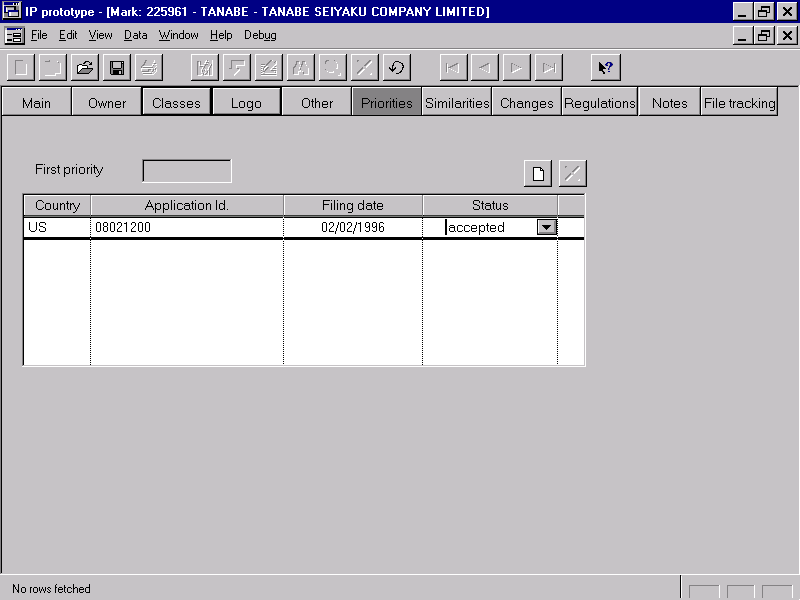 IP prototype - [Mark: 225961 - TANABE - TANABE SEIYAKU COMPANY LIMITED]
File Edit View Data Window Help Debug
Main Owner Classes Logo Other Priorities Similarities Changes Regulations Notes File tracking
First priority
Country Application Id. Filing date Status
US 08021200 02/02/1996 accepted
No rows fetched